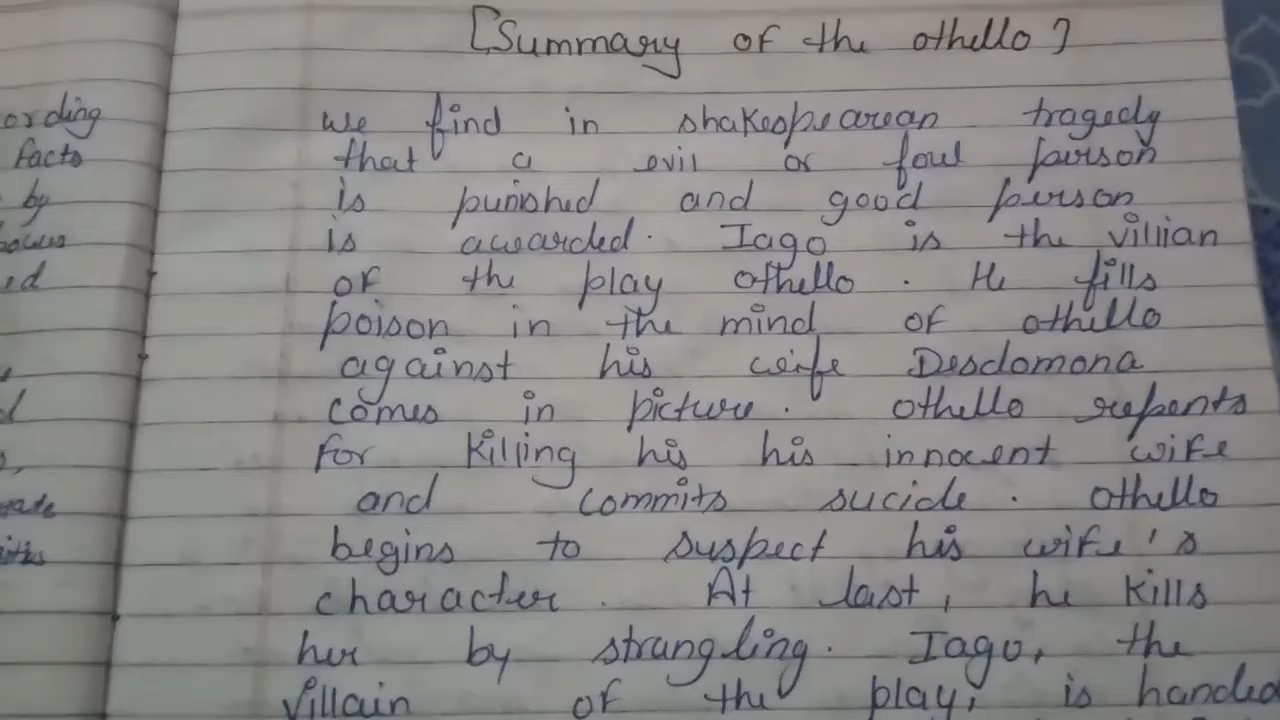 [Summary of the othello]
ording
facts
by
ed
we find in shakespearean tragedy
that a evil or foul person
is punished and good person
is awarded. Iago is the villian
of the play othello. He fills
poison in the mind of othello
against his wife Desdomona
comes in picture. othello repents
for killing his his innocent wife
and commits sucide. othello
begins to suspect his wife's
character. At last, he kills
her by strangling. Iago, the
villain of the play, is handed